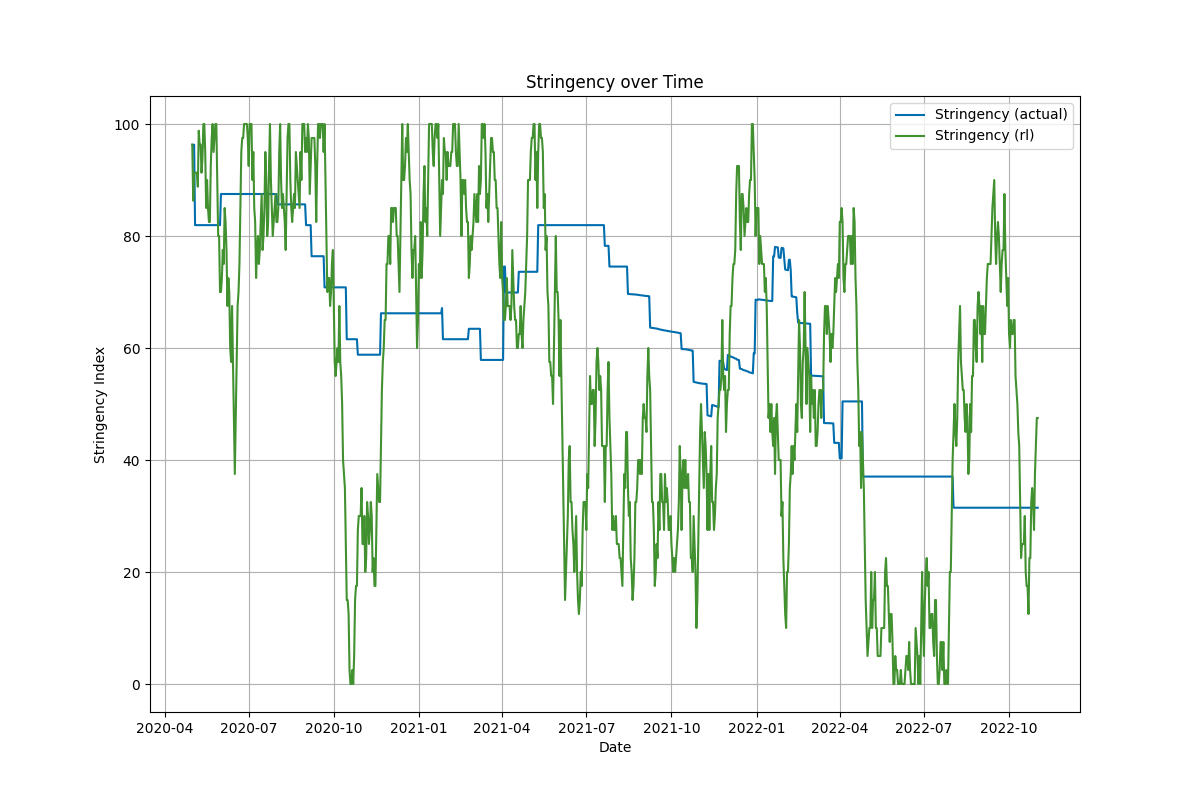 Stringency over Time
Stringency (actual)
Stringency (rl)
100
80
60
40
20
0
Stringency Index
2020-04 2020-07 2020-10 2021-01 2021-04 2021-07 2021-10 2022-01 2022-04 2022-07 2022-10
Date